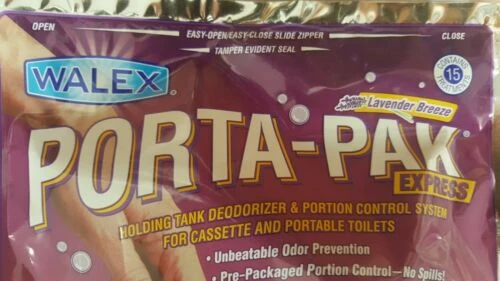 OPEN
EASY-OPEN/EASY-CLOSE SLIDE ZIPPER
CLOSE
TAMPER EVIDENT SEAL
WALEX
CONTAINS
15
TREATMENTS
Lavender Breeze
PORTA-PAK
EXPRESS
HOLDING TANK DEODORIZER & PORTION CONTROL SYSTEM
FOR CASSETTE AND PORTABLE TOILETS
• Unbeatable Odor Prevention
• Pre-Packaged Portion Control—No Spills!